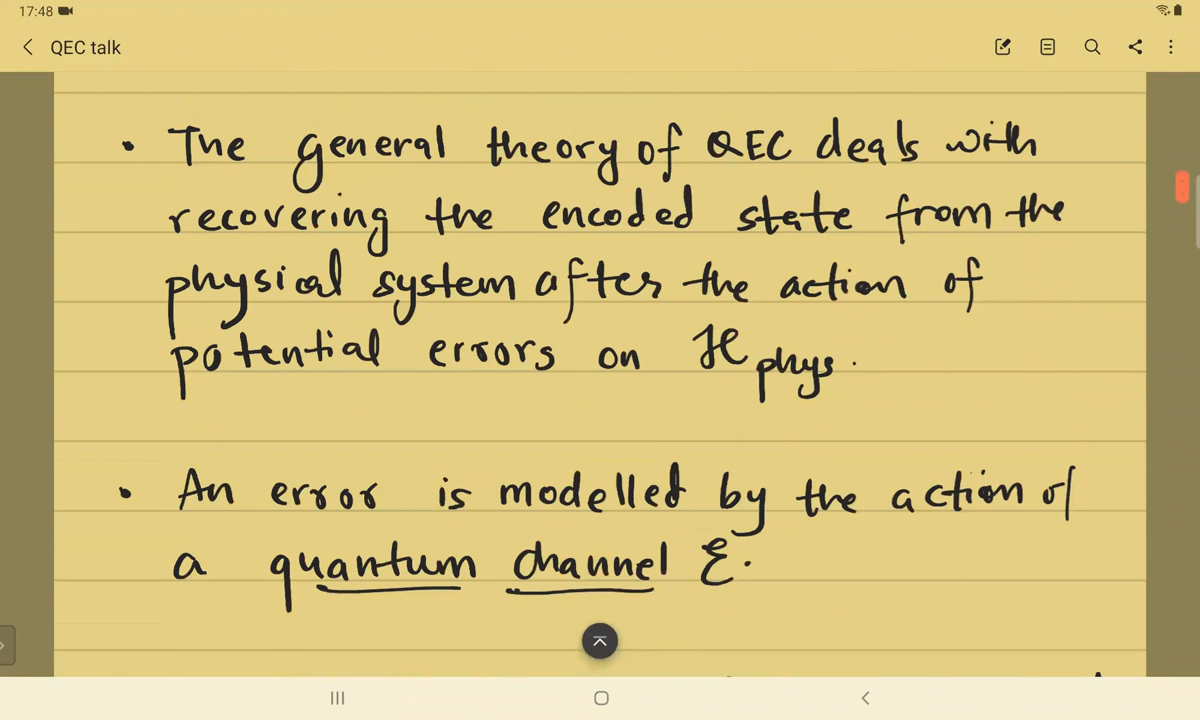 17:48
QEC talk
• The general theory of QEC deals with
recovering the encoded state from the
physical system after the action of
potential errors on ℋ phys.
• An error is modelled by the action of
a quantum channel ℰ.